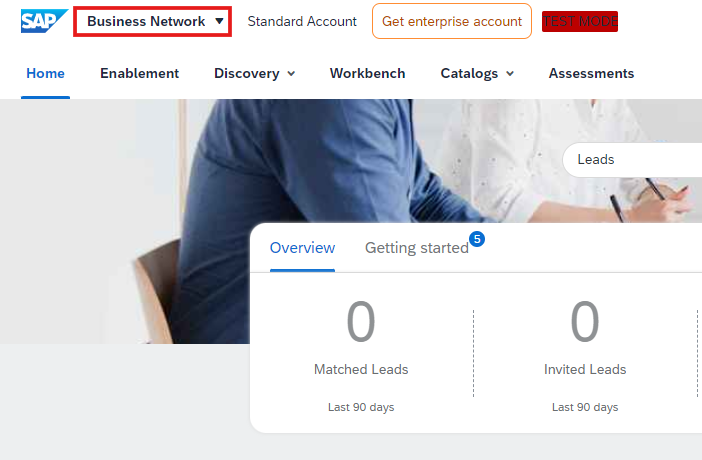 SAP Business Network ▼ Standard Account Get enterprise account TEST MODE
Home Enablement Discovery Workbench Catalogs Assessments
Leads
Overview Getting started 5
0 0
Matched Leads Invited Leads
Last 90 days Last 90 days